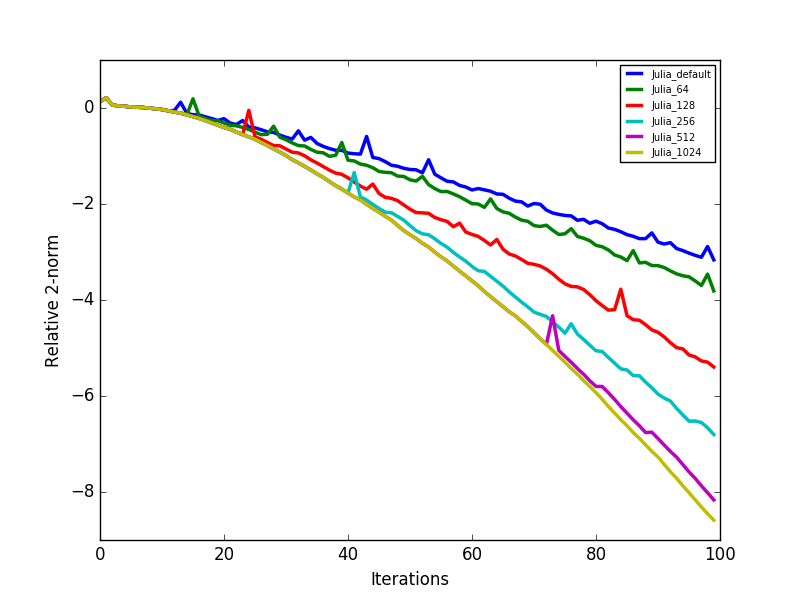 Julia_default
Julia_64
Julia_128
Julia_256
Julia_512
Julia_1024
0
−2
−4
−6
−8
Relative 2-norm
0 20 40 60 80 100
Iterations